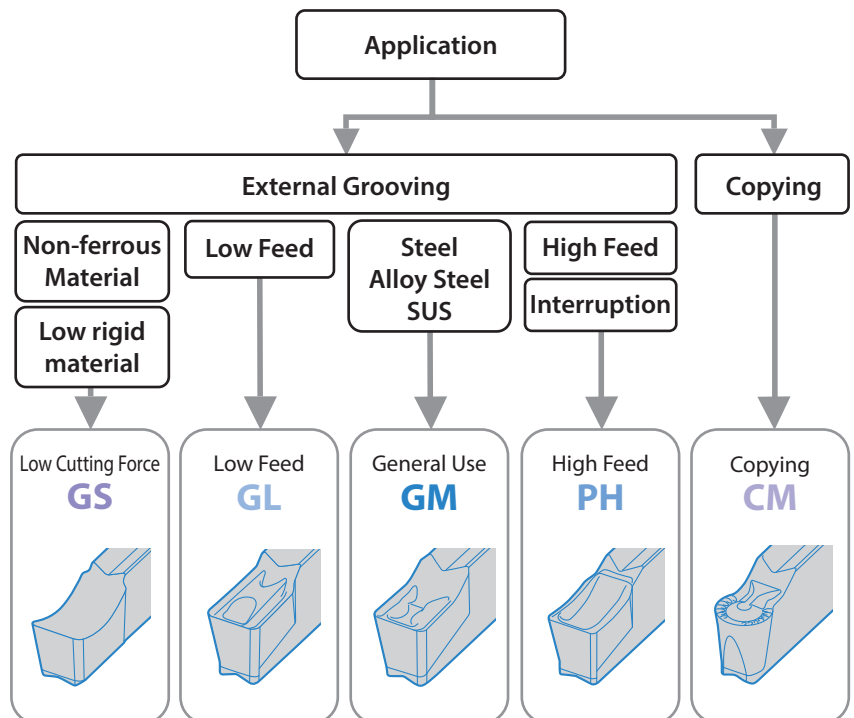 Application
External Grooving
Copying
Non-ferrous
Material
Low rigid
material
Low Feed
Steel
Alloy Steel
SUS
High Feed
Interruption
Low Cutting Force
GS
Low Feed
GL
General Use
GM
High Feed
PH
Copying
CM